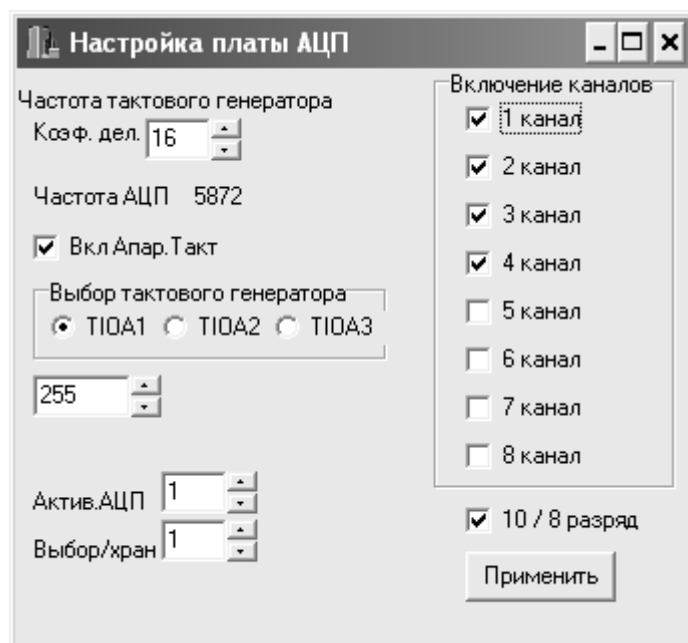 Настройка платы АЦП
Частота тактового генератора
Коэф. дел. 16
Частота АЦП 5872
Вкл Апар.Такт
Выбор тактового генератора
TIOA1 TIOA2 TIOA3
255
Актив.АЦП 1
Выбор/хран 1
Включение каналов
1 канал
2 канал
3 канал
4 канал
5 канал
6 канал
7 канал
8 канал
10 / 8 разряд
Применить